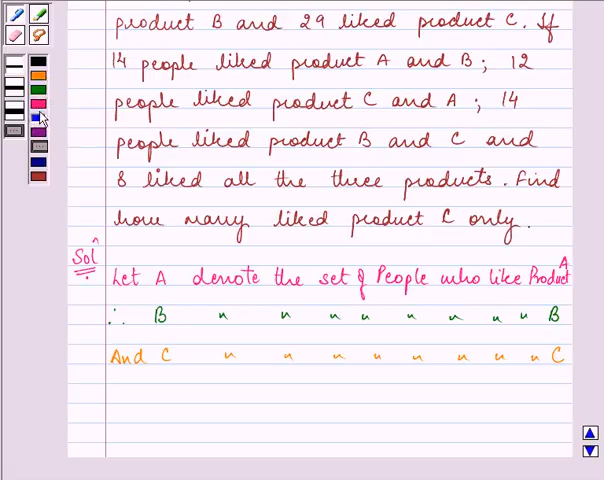 product B and 29 liked product C. If
14 people liked product A and B; 12
people liked product C and A; 14
people liked product B and C and
8 liked all the three products. Find
how many liked product C only.
Solⁿ
Let A denote the set of People who like Product A
∴ B " " " " " " " " B
And C " " " " " " " " C